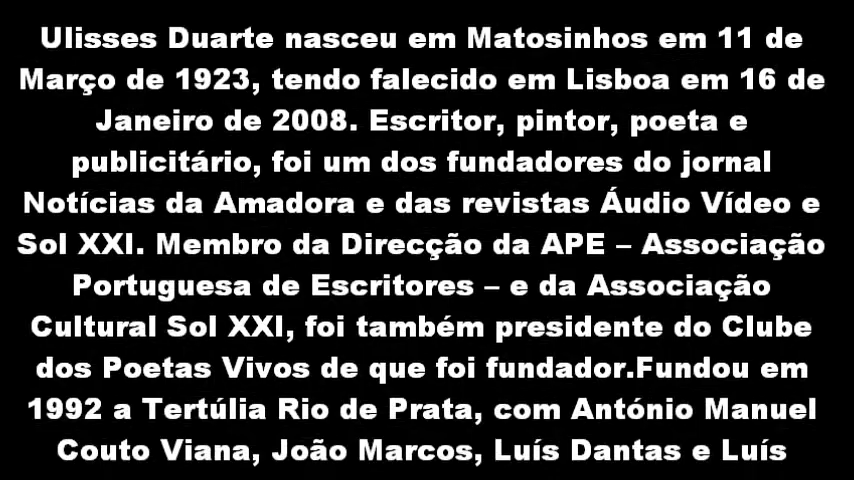 Ulisses Duarte nasceu em Matosinhos em 11 de
Março de 1923, tendo falecido em Lisboa em 16 de
Janeiro de 2008. Escritor, pintor, poeta e
publicitário, foi um dos fundadores do jornal
Notícias da Amadora e das revistas Áudio Vídeo e
Sol XXI. Membro da Direcção da APE – Associação
Portuguesa de Escritores – e da Associação
Cultural Sol XXI, foi também presidente do Clube
dos Poetas Vivos de que foi fundador.Fundou em
1992 a Tertúlia Rio de Prata, com António Manuel
Couto Viana, João Marcos, Luís Dantas e Luís